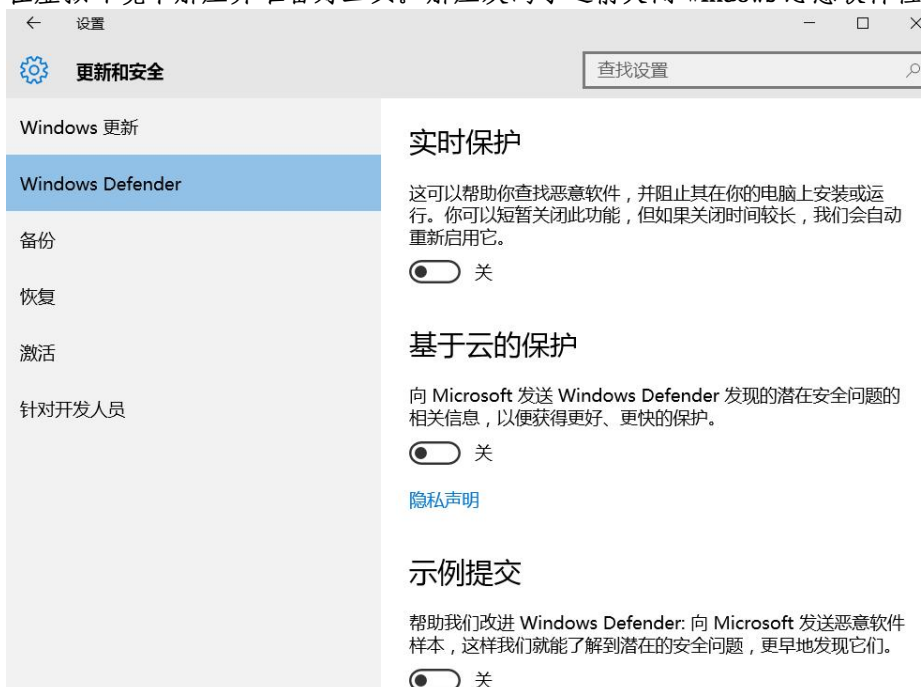 设置
更新和安全
查找设置
Windows 更新
Windows Defender
备份
恢复
激活
针对开发人员
实时保护
这可以帮助你查找恶意软件，并阻止其在你的电脑上安装或运
行。你可以短暂关闭此功能，但如果关闭时间较长，我们会自动
重新启用它。
关
基于云的保护
向 Microsoft 发送 Windows Defender 发现的潜在安全问题的
相关信息，以便获得更好、更快的保护。
关
隐私声明
示例提交
帮助我们改进 Windows Defender: 向 Microsoft 发送恶意软件
样本，这样我们就能了解到潜在的安全问题，更早地发现它们。
关